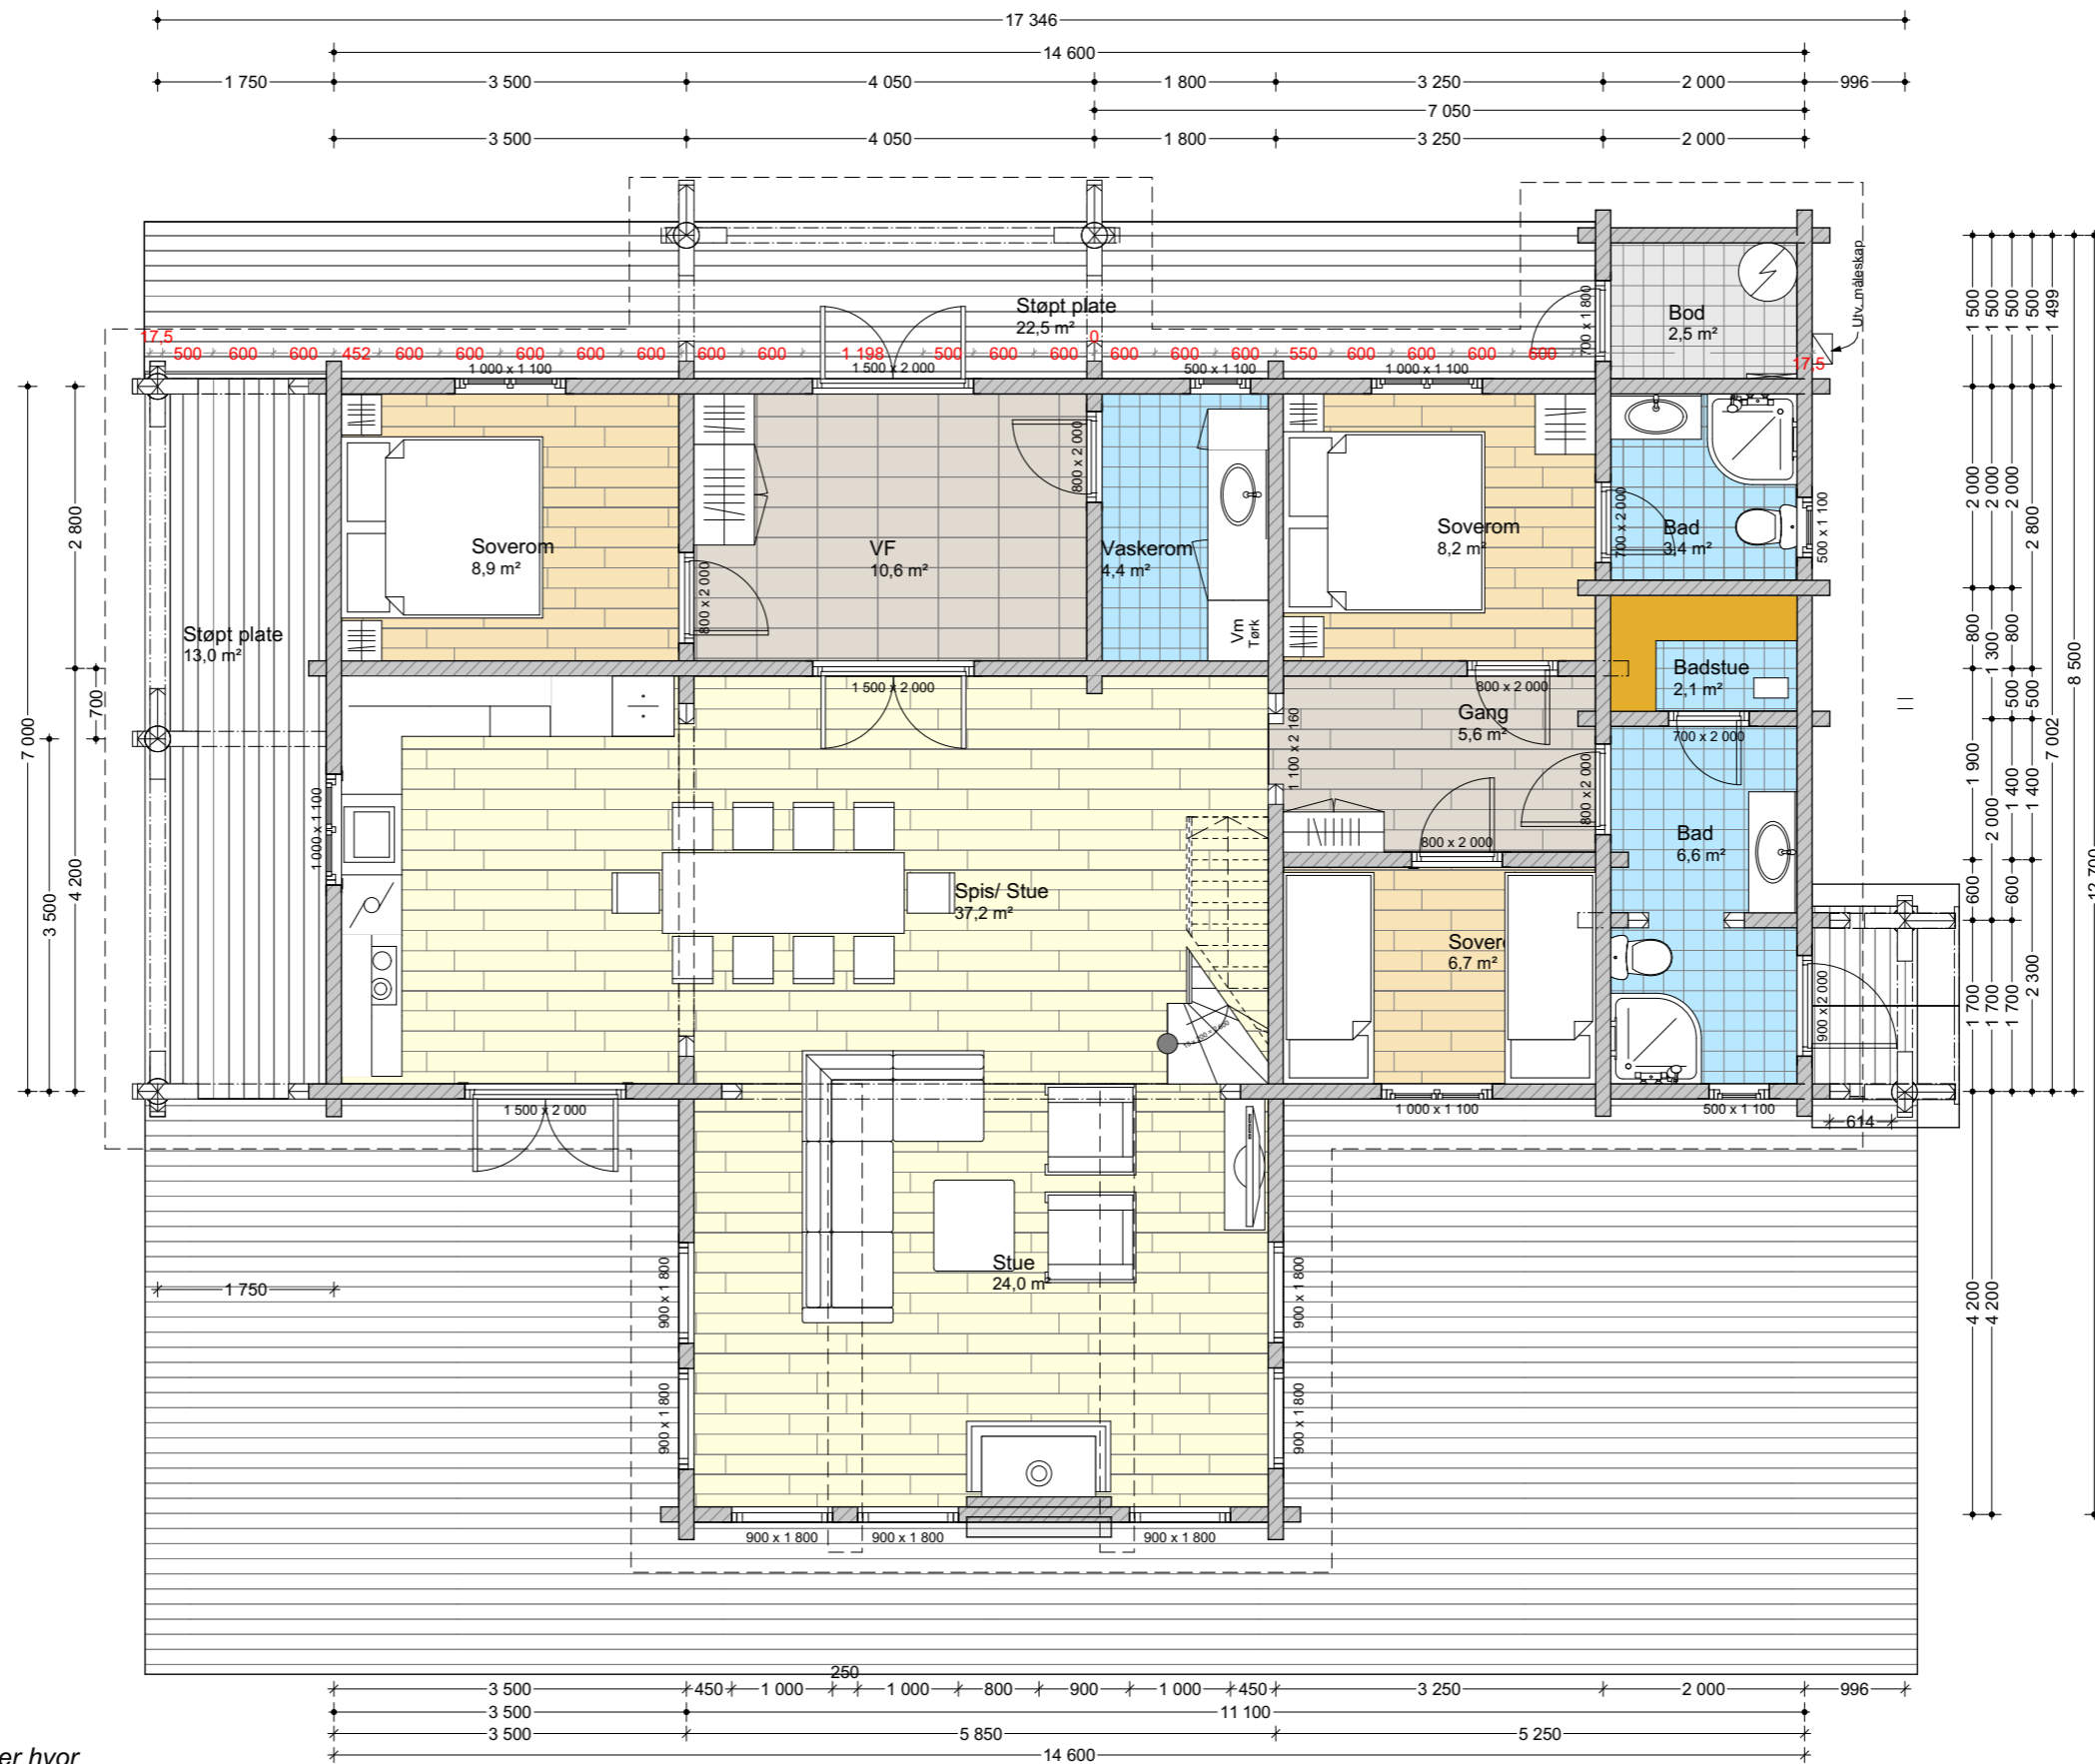 17 346
14 600
1 750 3 500 4 050 1 800 3 250 2 000 996
7 050
3 500 4 050 1 800 3 250 2 000
Utv. måleskap
Støpt plate
22,5 m²
Bod
2,5 m²
700 x 1 800
17,5 0 17,5
500 600 600 452 600 600 600 600 600 600 600 1 198 500 600 600 600 600 600 550 600 600 600 600
1 000 x 1 100
1 500 x 2 000
500 x 1 100
1 000 x 1 100
1 500 1 500 1 500 1 500 1 499
Soverom
8,9 m²
800 x 2 000
VF
10,6 m²
800 x 2 000
Vaskerom
4,4 m²
Vm
Tørk
Soverom
8,2 m²
700 x 2 000
Bad
3,4 m²
500 x 1 100
Støpt plate
13,0 m²
2 800
700
7 000
4 200
3 500
2 000 2 000 2 000 2 800
800 1 300 800
500 500
8 500
7 002
12 700
1 900 2 000 1 400 1 400
600 600
1 700 1 700 1 700 2 300
4 200 4 200
Badstue
2,1 m²
700 x 2 000
1 500 x 2 000
800 x 2 000
Gang
5,6 m²
1 100 x 2 160
800 x 2 000
800 x 2 000
1 000 x 1 100
Spis/ Stue
37,2 m²
Bad
6,6 m²
Sover
6,7 m²
900 x 2 000
1 500 x 2 000
1 000 x 1 100
500 x 1 100
614
1 750
Stue
24,0 m²
900 x 1 800
900 x 1 800
900 x 1 800
900 x 1 800
900 x 1 800
900 x 1 800
900 x 1 800
250
3 500 450 1 000 1 000 800 900 1 000 450 3 250 2 000 996
3 500 11 100
3 500 5 850 5 250
14 600
er hvor